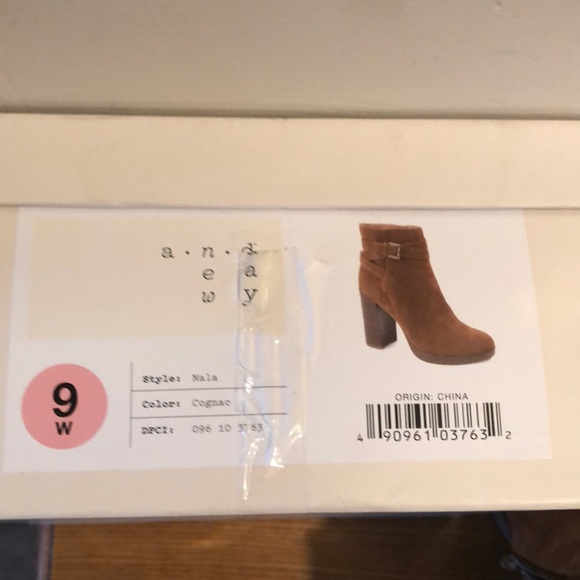 a · n · d
e a
w y
9
W
Style: Nala
Color: Cognac
DPCI: 096 10 3763
ORIGIN: CHINA
4 90961 03763 2